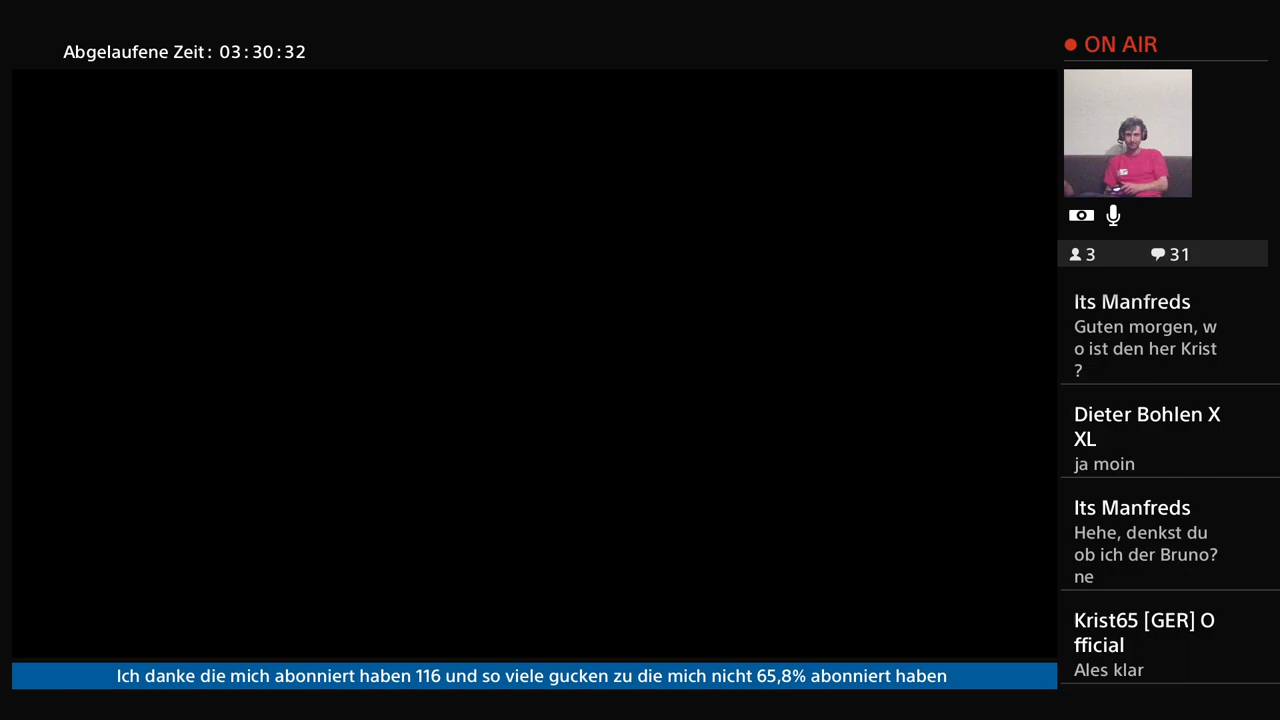 Abgelaufene Zeit: 03:30:32
ON AIR
3
31
Its Manfreds
Guten morgen, w
o ist den her Krist
?
Dieter Bohlen X
XL
ja moin
Its Manfreds
Hehe, denkst du
ob ich der Bruno?
ne
Krist65 [GER] O
fficial
Ales klar
Ich danke die mich abonniert haben 116 und so viele gucken zu die mich nicht 65,8% abonniert haben